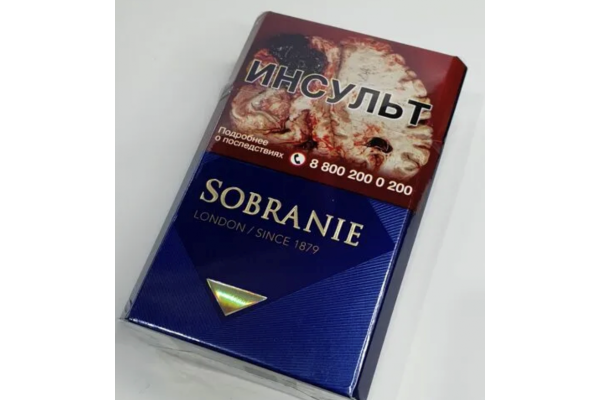 ИНСУЛЬТ
Подробнее
о последствиях
8 800 200 0 200
SOBRANIE
LONDON / SINCE 1879